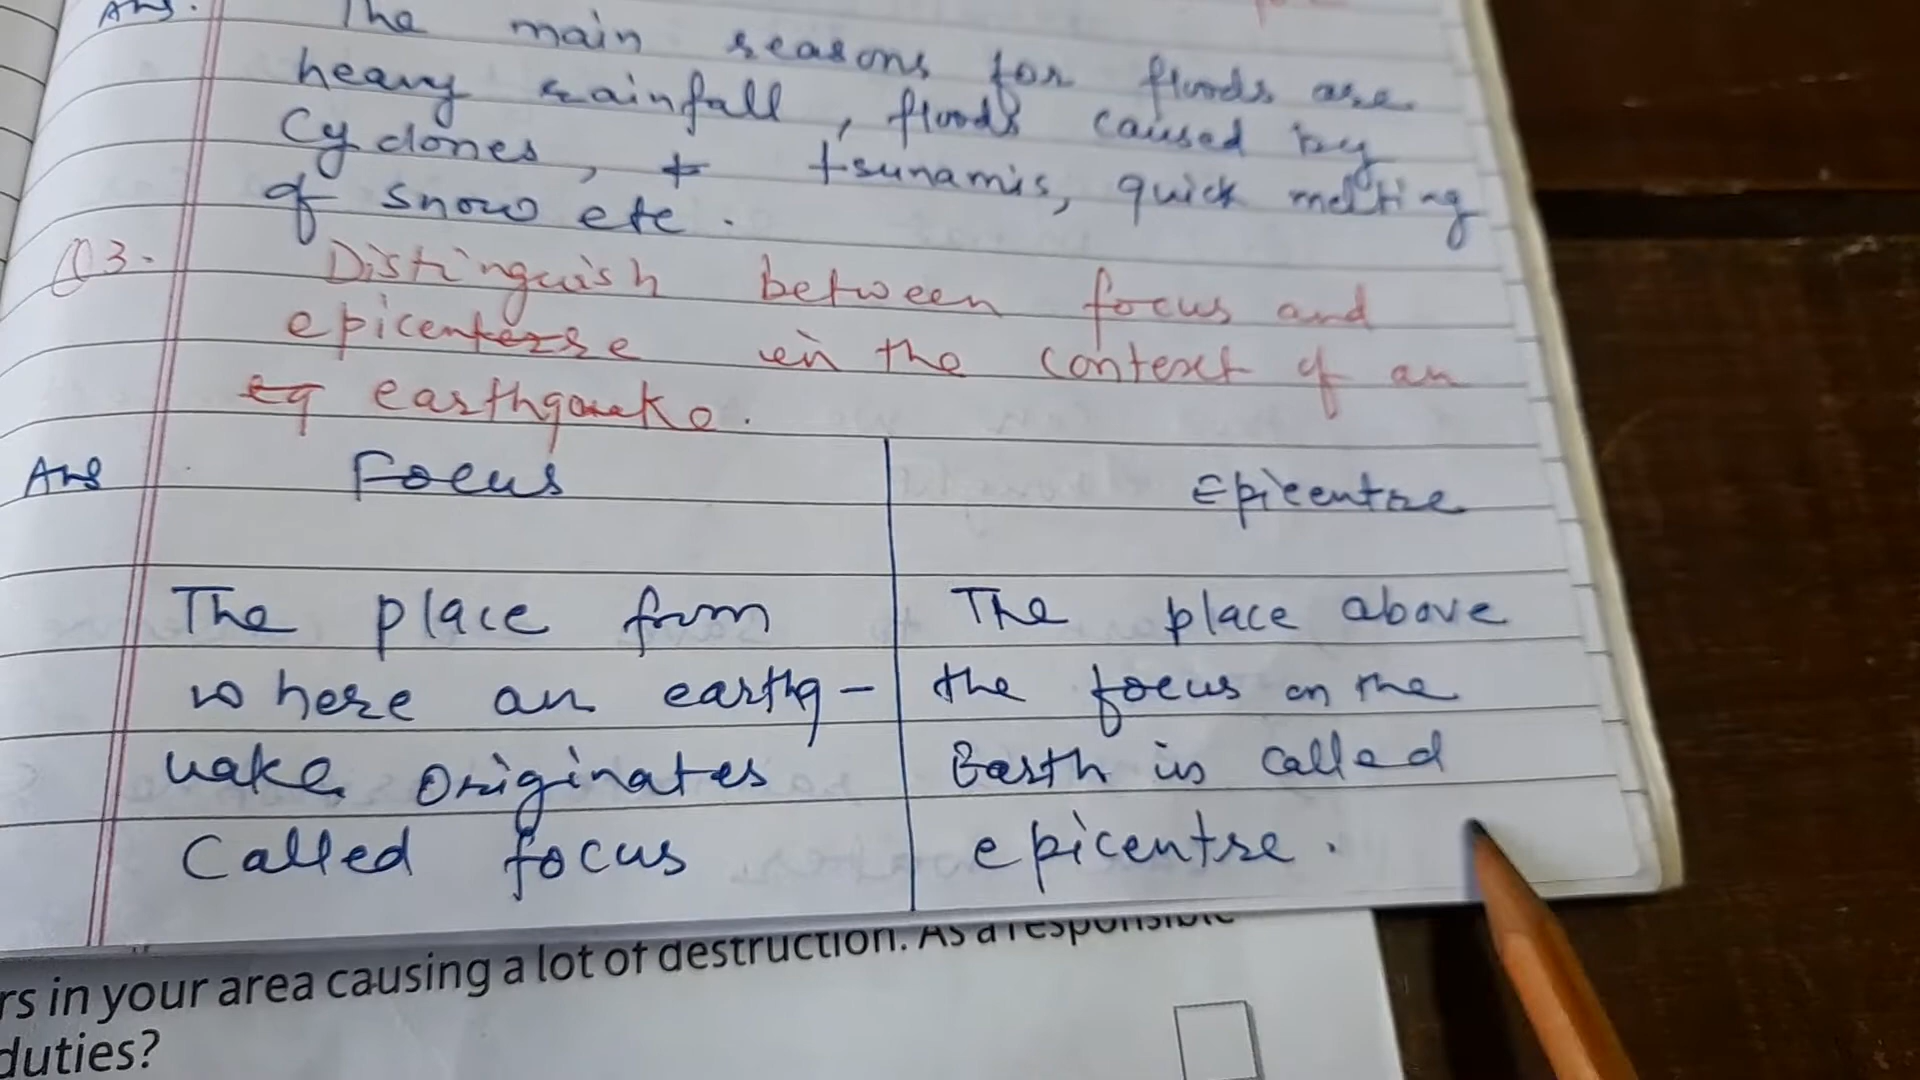 Ans.
The main reasons for floods are
heavy rainfall, floods caused by
Cyclones, tsunamis, quick melting
of snow etc.
Q3. Distinguish between focus and
epicentre in the context of an
eq earthquake.
Ans Focus Epicentre
The place from
where an earthq-
uake originates
Called focus
The place above
the focus on the
Earth is called
epicentre.
rs in your area causing a lot of destruction. As a responsible
duties?